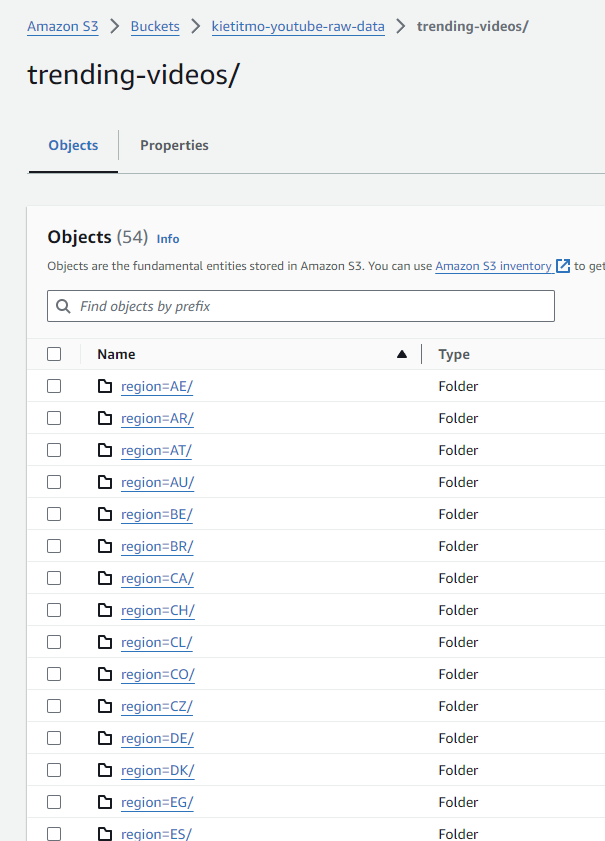 Amazon S3 > Buckets > kietitmo-youtube-raw-data > trending-videos/
trending-videos/
Objects Properties
Objects (54) Info
Objects are the fundamental entities stored in Amazon S3. You can use Amazon S3 inventory to get
Find objects by prefix
Name Type
region=AE/ Folder
region=AR/ Folder
region=AT/ Folder
region=AU/ Folder
region=BE/ Folder
region=BR/ Folder
region=CA/ Folder
region=CH/ Folder
region=CL/ Folder
region=CO/ Folder
region=CZ/ Folder
region=DE/ Folder
region=DK/ Folder
region=EG/ Folder
region=ES/ Folder